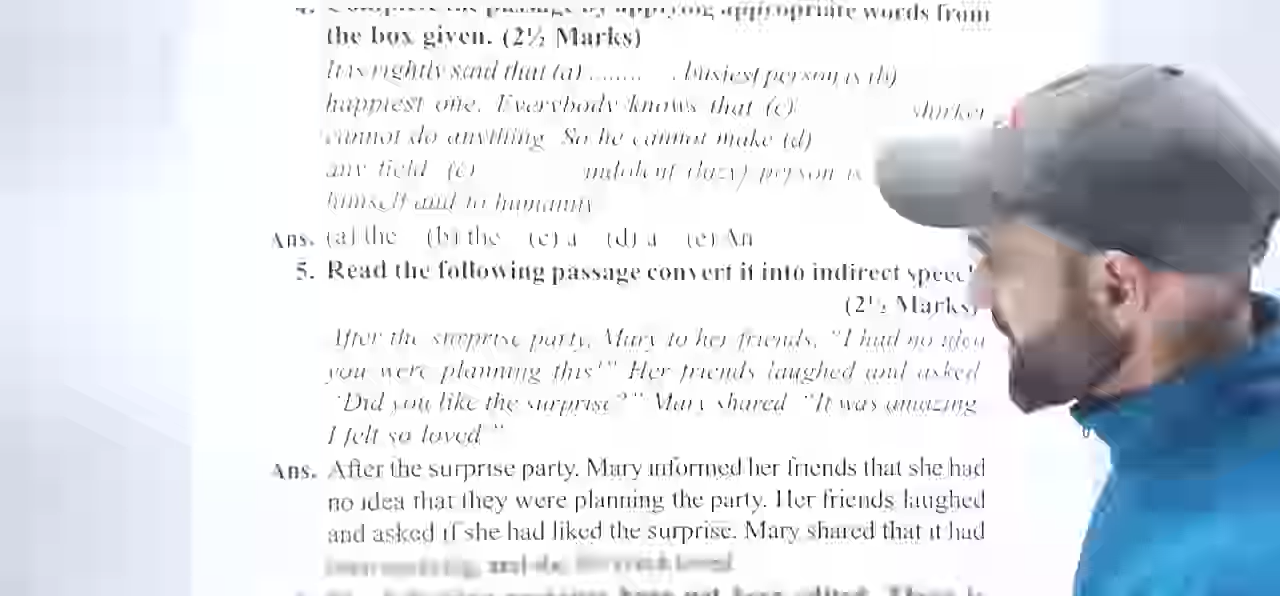 4. Complete the passage by applying appropriate words from
the box given. (2½ Marks)
It is rightly said that (a) ........ busiest person is (b)
happiest one. Everybody knows that (c) shirker
cannot do anything. So he cannot make (d)
any field. (e) indolent (lazy) person is
himself and to humanity
Ans. (a) the (b) the (c) a (d) a (e) An
5. Read the following passage convert it into indirect speech
(2½ Marks)
After the surprise party, Mary to her friends, "I had no idea
you were planning this!" Her friends laughed and asked
"Did you like the surprise?" Mary shared "It was amazing
I felt so loved"
Ans. After the surprise party, Mary informed her friends that she had
no idea that they were planning the party. Her friends laughed
and asked if she had liked the surprise. Mary shared that it had